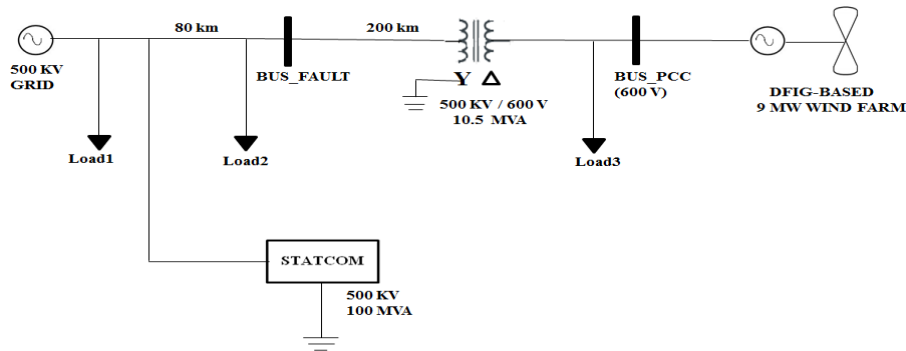 80 km
200 km
500 KV
GRID
BUS_FAULT
Y Δ
BUS_PCC
(600 V)
DFIG-BASED
9 MW WIND FARM
500 KV / 600 V
10.5 MVA
Load1
Load2
Load3
STATCOM
500 KV
100 MVA